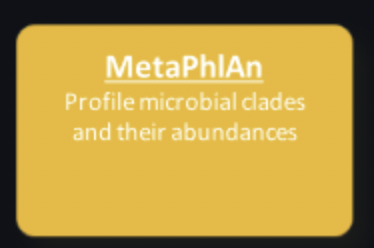 MetaPhlAn
Profile microbial clades
and their abundances